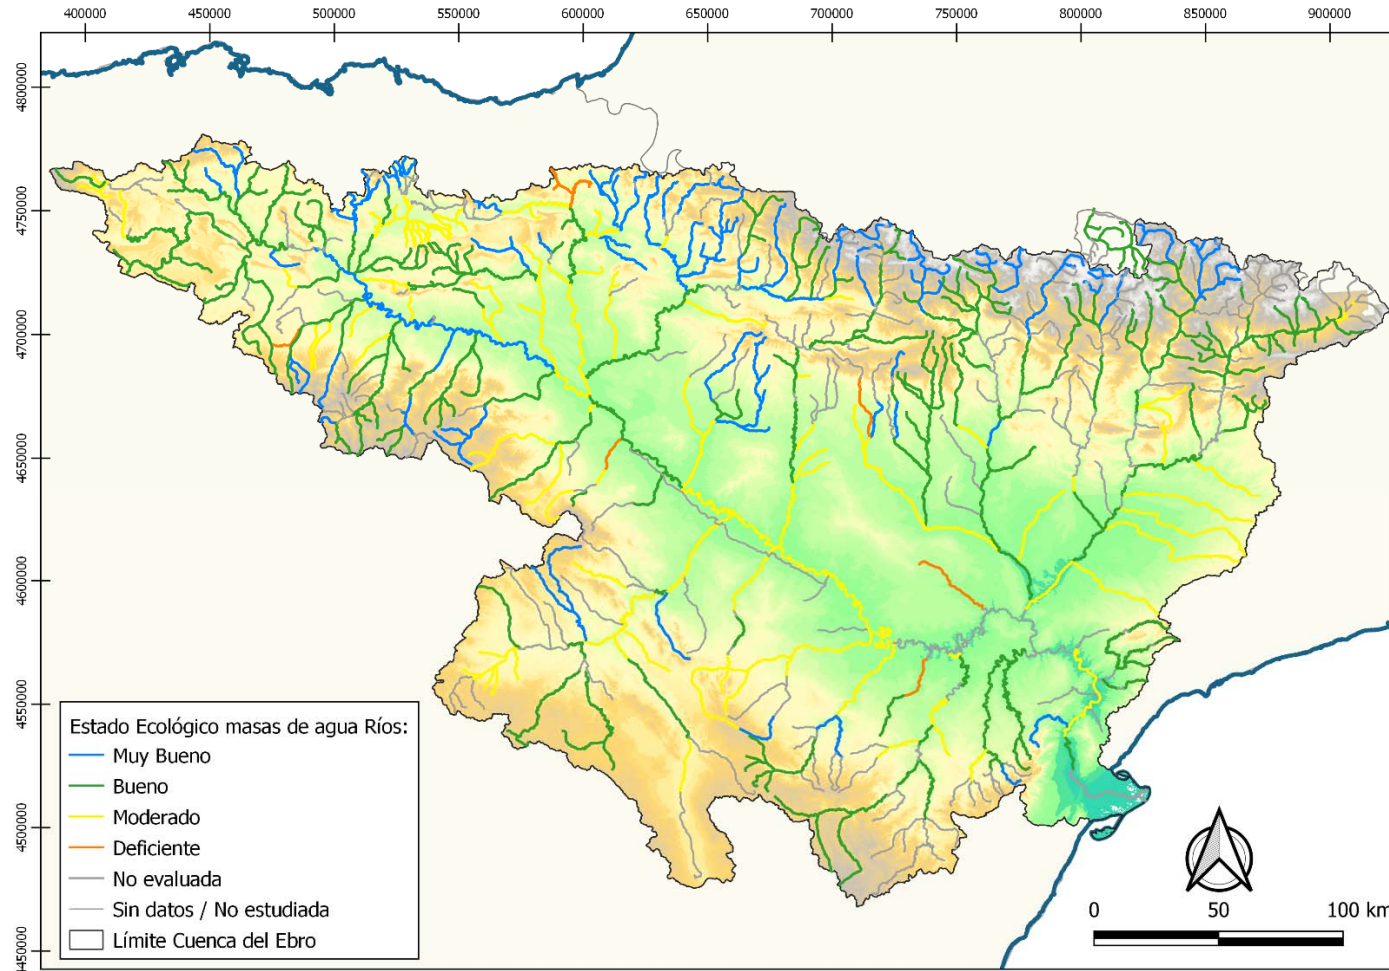 400000 450000 500000 550000 600000 650000 700000 750000 800000 850000 900000
4800000
4750000
4700000
4650000
4600000
4550000
4500000
4450000
Estado Ecológico masas de agua Ríos:
Muy Bueno
Bueno
Moderado
Deficiente
No evaluada
Sin datos / No estudiada
Límite Cuenca del Ebro
0 50 100 km